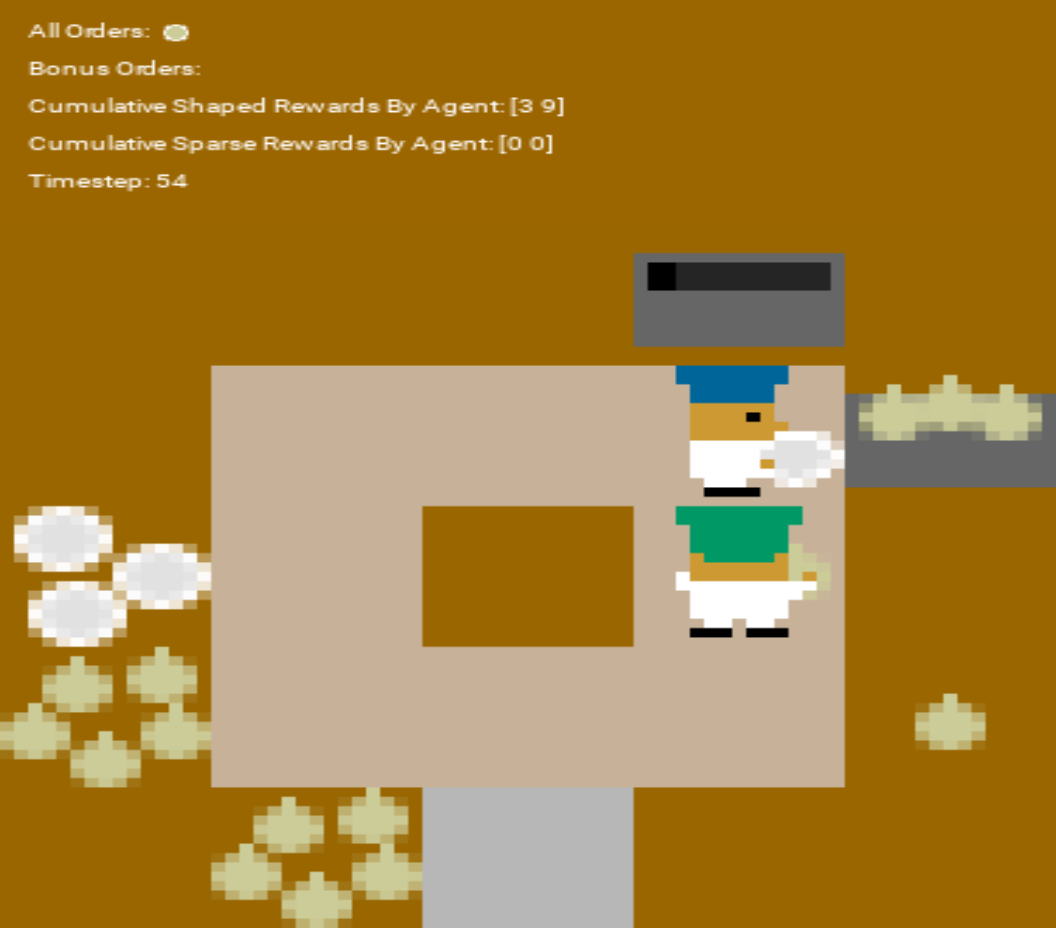 All Orders:
Bonus Orders:
Cumulative Shaped Rewards By Agent: [3 9]
Cumulative Sparse Rewards By Agent: [0 0]
Timestep: 54